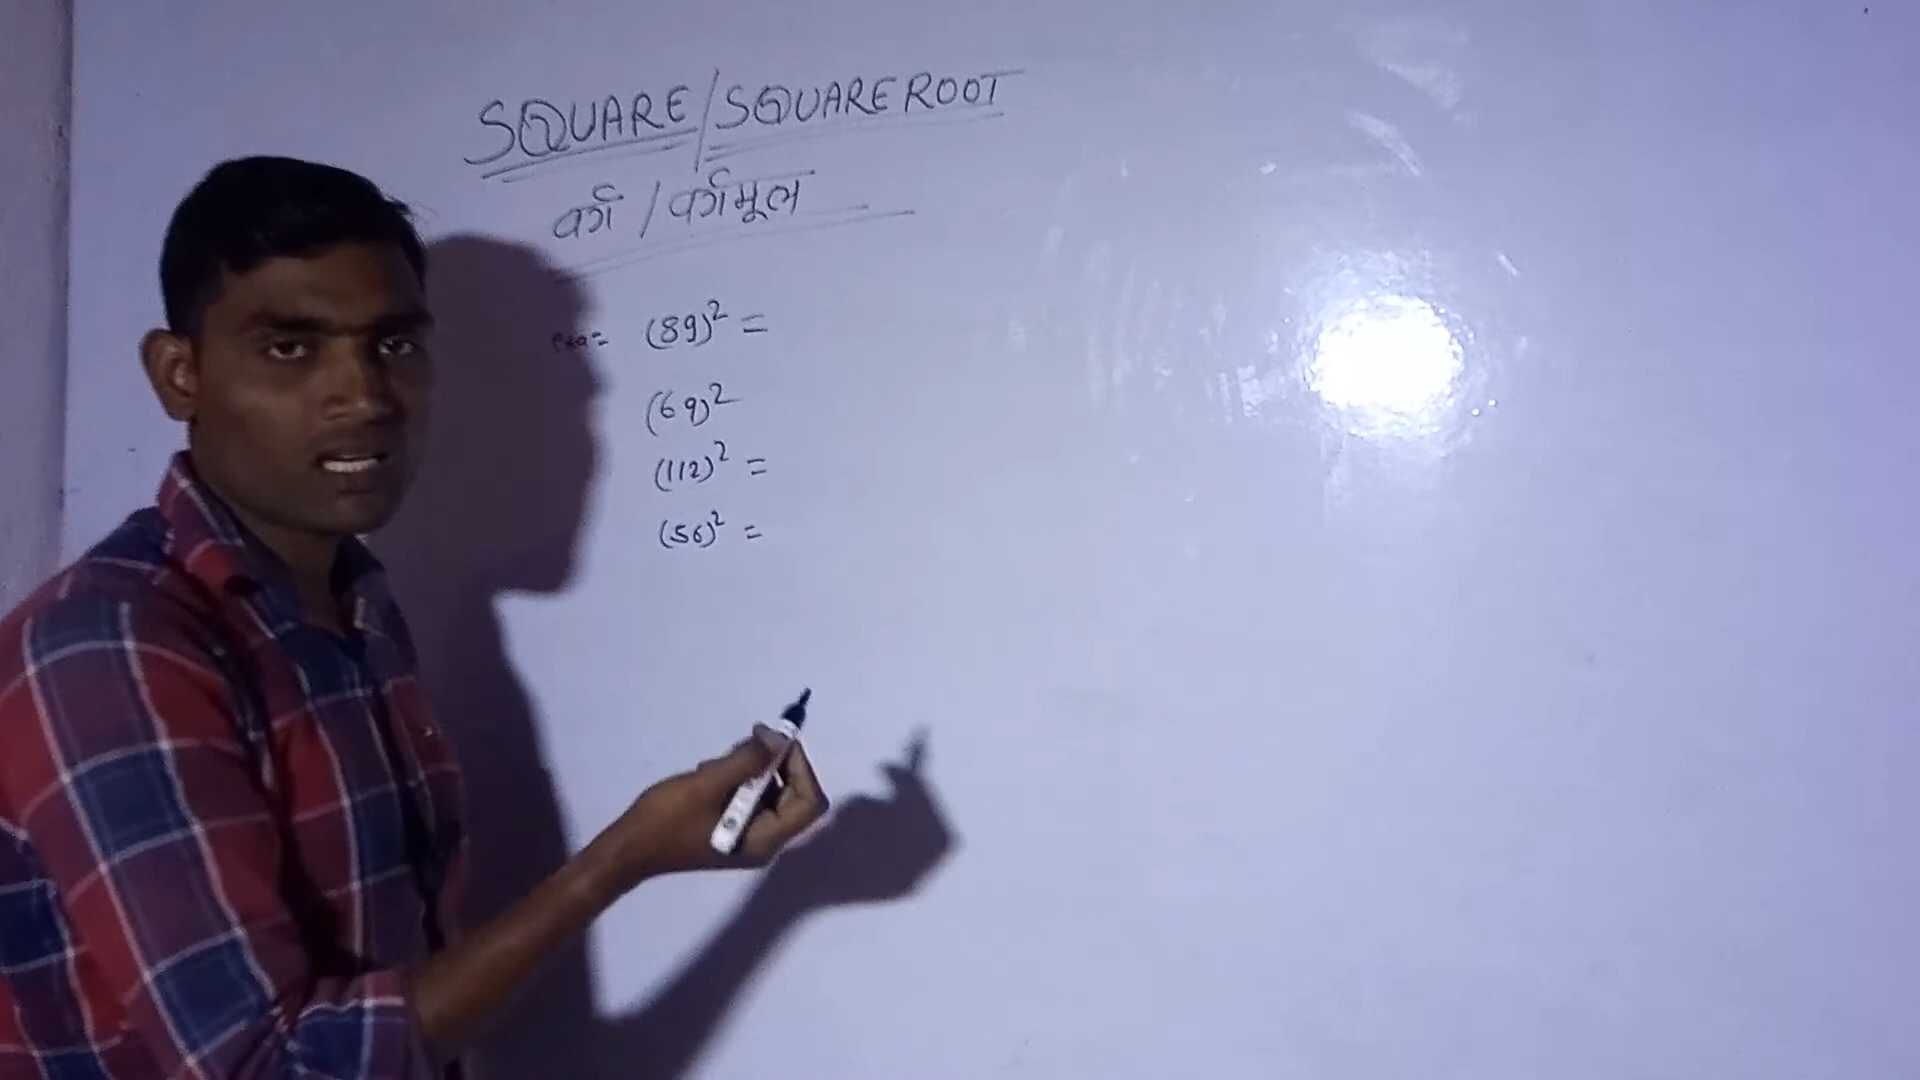 SQUARE/SQUARE ROOT
वर्ग / वर्गमूल
(89)² =
(69)²
(112)² =
(56)² =